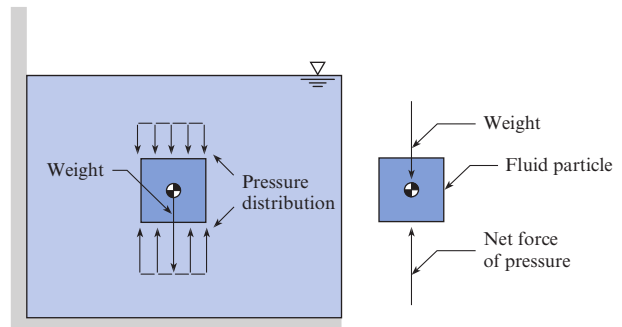 Weight
Pressure
distribution
Weight
Fluid particle
Net force
of pressure